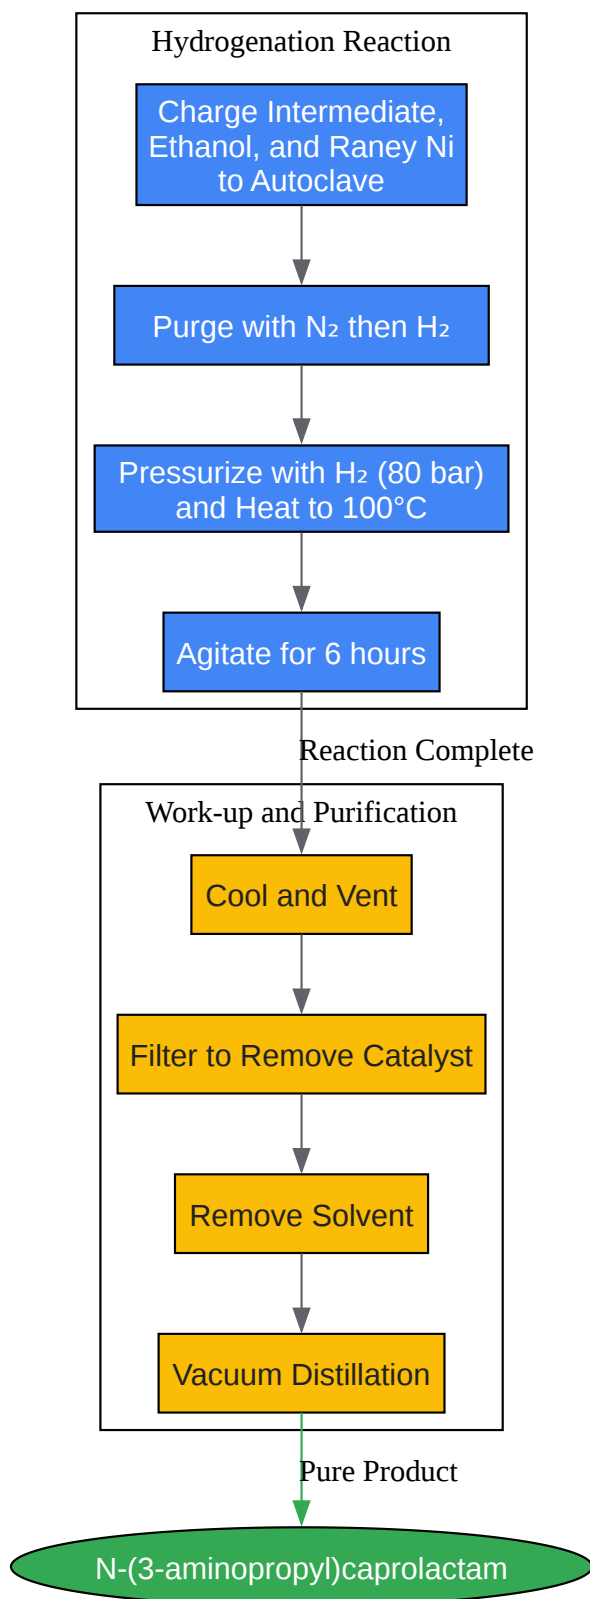 Hydrogenation Reaction
Charge Intermediate,
Ethanol, and Raney Ni
to Autoclave
Purge with N₂ then H₂
Pressurize with H₂ (80 bar)
and Heat to 100°C
Agitate for 6 hours
Reaction Complete
Work-up and Purification
Cool and Vent
Filter to Remove Catalyst
Remove Solvent
Vacuum Distillation
Pure Product
N-(3-aminopropyl)caprolactam